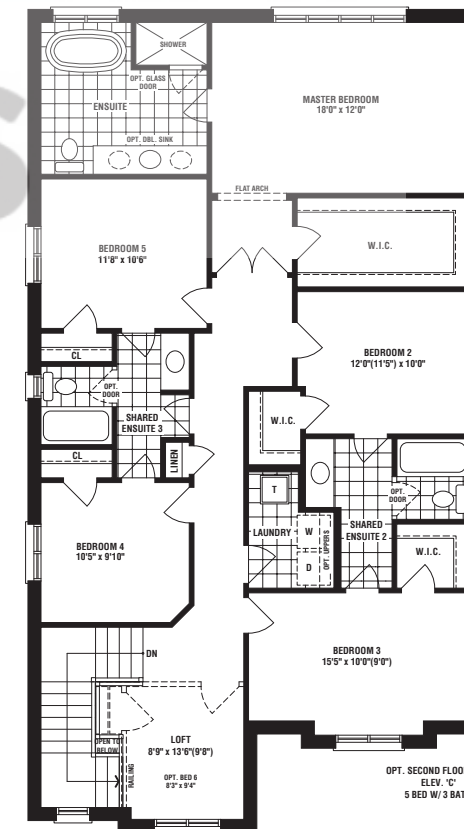 SHOWER
OPT. GLASS
DOOR
ENSUITE
OPT. DBL. SINK
MASTER BEDROOM
18'0" x 12'0"
FLAT ARCH
W.I.C.
BEDROOM 5
11'8" x 10'6"
CL
OPT.
DOOR
SHARED
ENSUITE 3
CL
LINEN
BEDROOM 2
12'0"(11'5") x 10'0"
W.I.C.
T
LAUNDRY
W
D
OPT. UPPERS
OPT.
DOOR
SHARED
ENSUITE 2
W.I.C.
BEDROOM 4
10'5" x 9'10"
BEDROOM 3
15'5" x 10'0"(9'0")
DN
OPEN TO
BELOW
RAILING
LOFT
8'9" x 13'6"(9'8")
OPT. BED 6
8'3" x 9'4"
OPT. SECOND FLOO
ELEV. 'C'
5 BED W/ 3 BAT